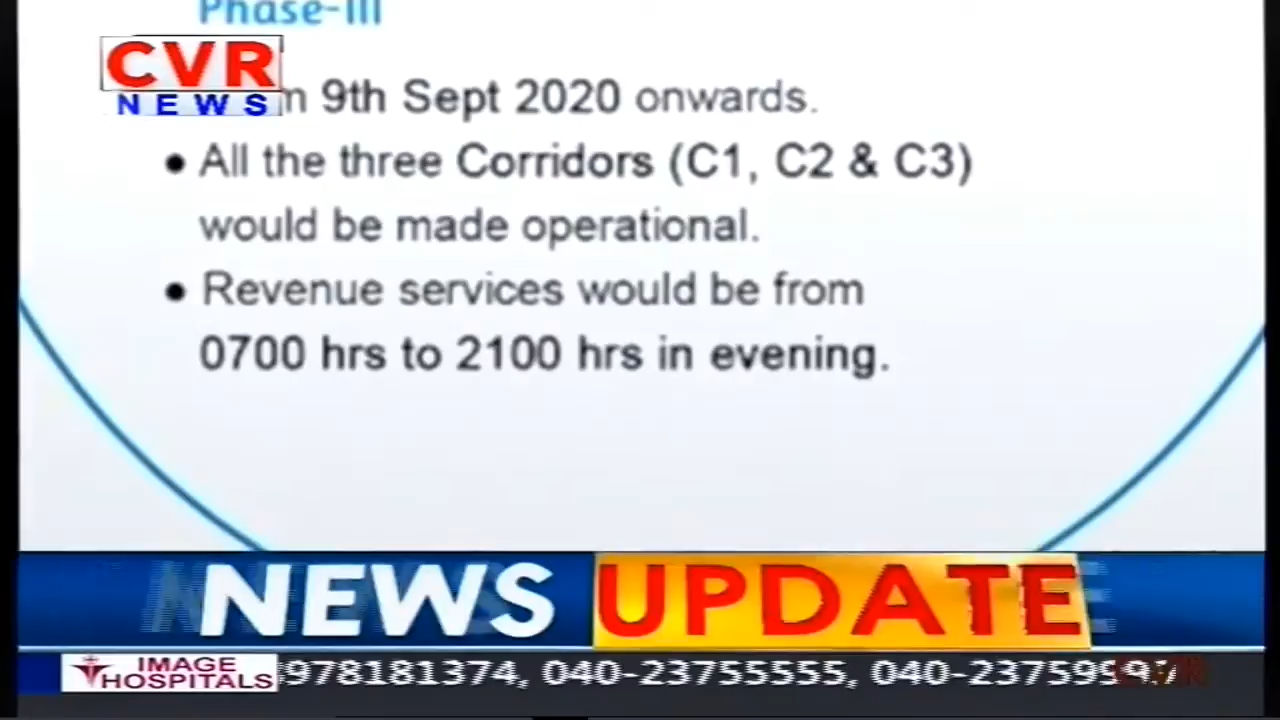 Phase-III
CVR
NEWS
m 9th Sept 2020 onwards.
• All the three Corridors (C1, C2 & C3)
would be made operational.
• Revenue services would be from
0700 hrs to 2100 hrs in evening.
NEWS UPDATE
IMAGE
HOSPITALS
978181374, 040-23755555,